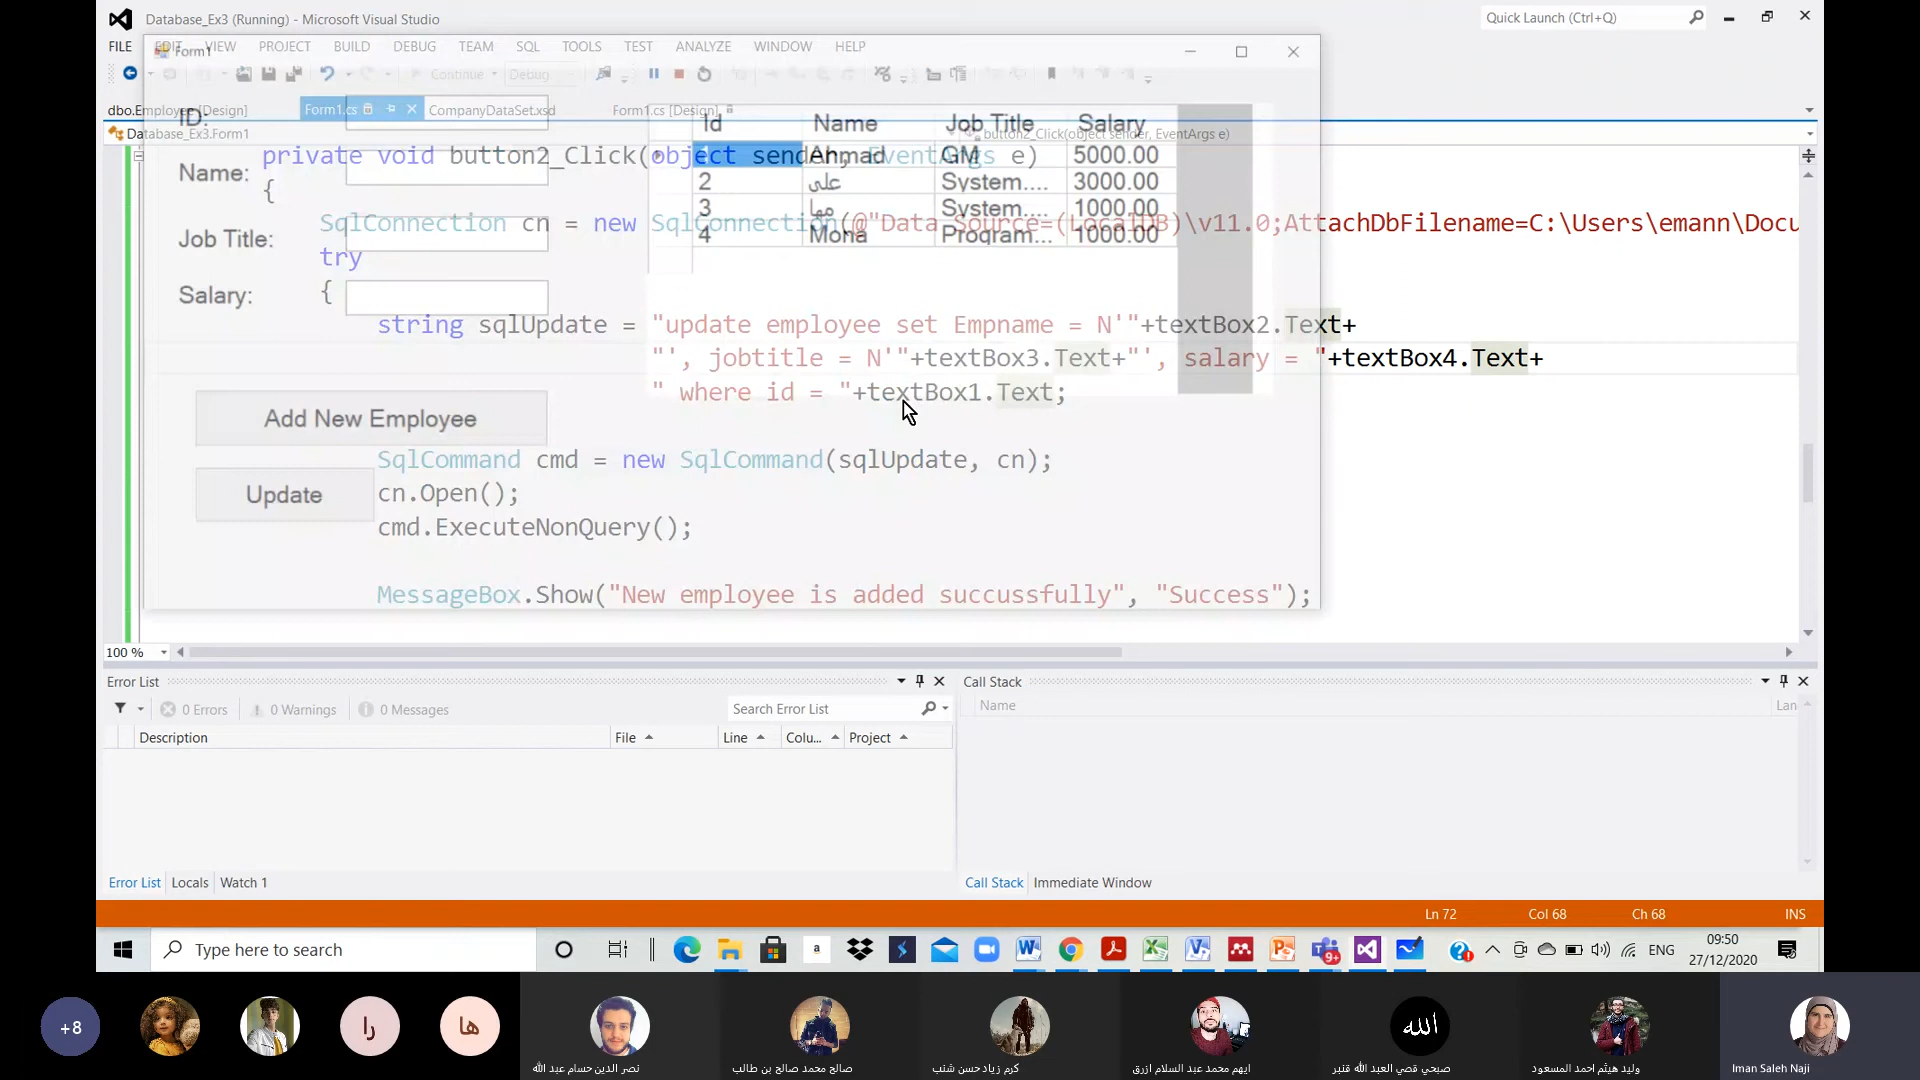 Database_Ex3 (Running) - Microsoft Visual Studio
Quick Launch (Ctrl+Q)
FILE EDIT VIEW PROJECT BUILD DEBUG TEAM SQL TOOLS TEST ANALYZE WINDOW HELP
Form1
Continue Debug
dbo.Employee [Design] Form1.cs CompanyDataSet.xsd Form1.cs [Design]
Database_Ex3.Form1
button2_Click(object sender, EventArgs e)
ID:
Name:
Job Title:
Salary:
Add New Employee
Update
Id Name Job Title Salary
Ahmad GM 5000.00
2 على System.... 3000.00
3 مها System.... 1000.00
4 Mona Program... 1000.00
private void button2_Click(object sender, EventArgs e)
{
SqlConnection cn = new SqlConnection(@"Data Source=(LocalDB)\v11.0;AttachDbFilename=C:\Users\emann\Docu
try
{
string sqlUpdate = "update employee set Empname = N'"+textBox2.Text+
"', jobtitle = N'"+textBox3.Text+"', salary = "+textBox4.Text+
" where id = "+textBox1.Text;
SqlCommand cmd = new SqlCommand(sqlUpdate, cn);
cn.Open();
cmd.ExecuteNonQuery();
MessageBox.Show("New employee is added succussfully", "Success");
100 %
Error List
0 Errors 0 Warnings 0 Messages
Search Error List
Description File Line Colu... Project
Error List Locals Watch 1
Call Stack
Name Lan
Call Stack Immediate Window
Ln 72 Col 68 Ch 68 INS
Type here to search
a
9+
ENG
09:50
27/12/2020
+8
را
ها
الله
نصر الدين حسام عبد الله
صالح محمد صالح بن طالب
كرم زياد حسن شنب
ايهم محمد عبد السلام ازرق
صبحي قصي العبد الله قنبر
وليد هيثم احمد المسعود
Iman Saleh Naji